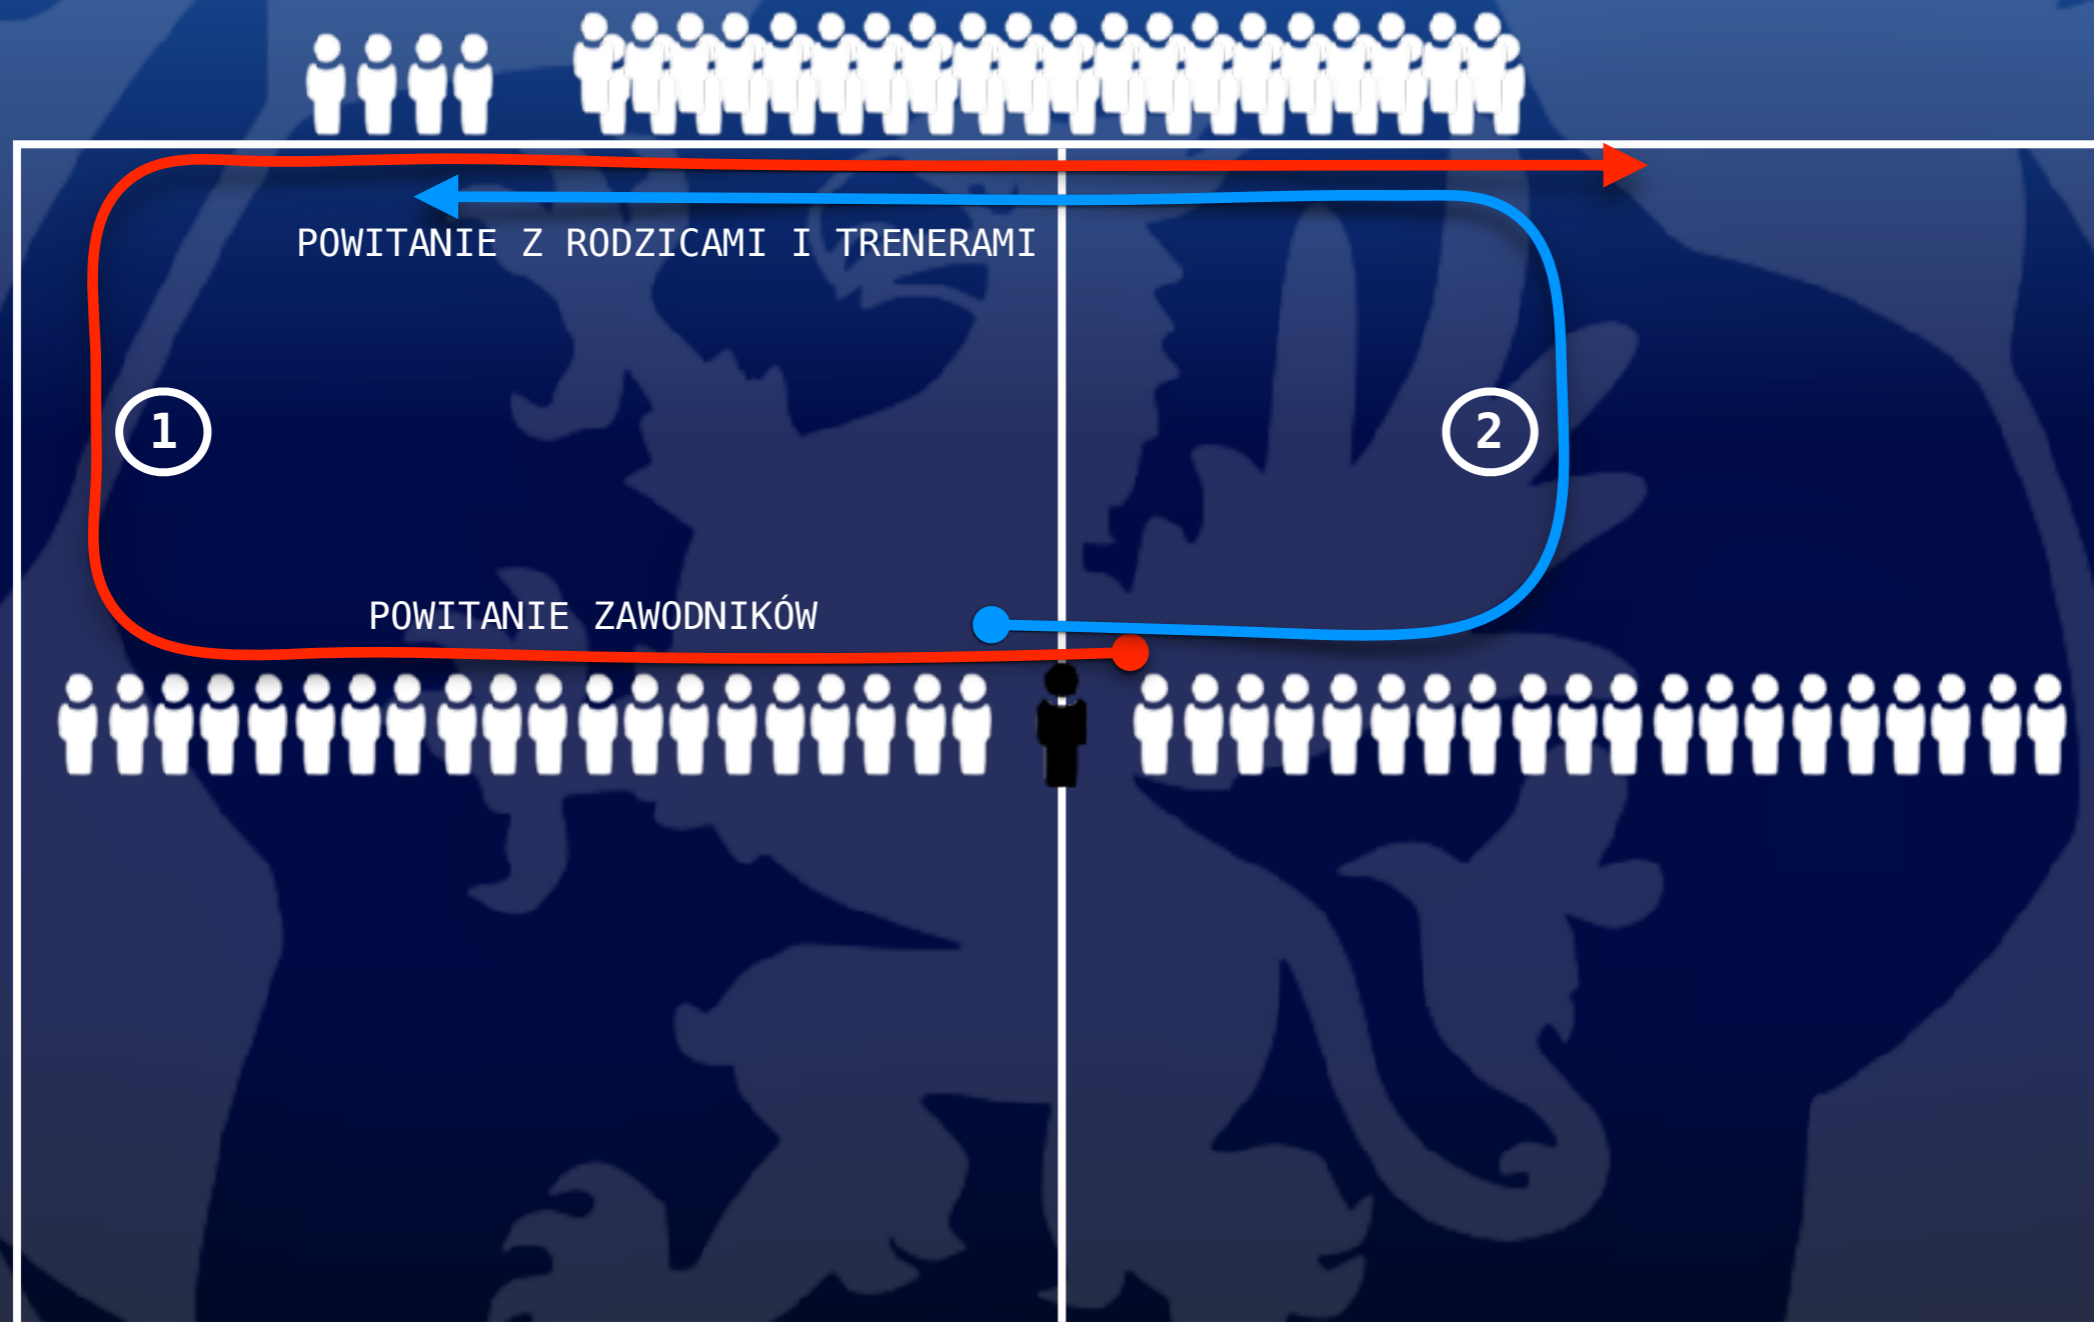 POWITANIE Z RODZICAMI I TRENERAMI
1
2
POWITANIE ZAWODNIKÓW